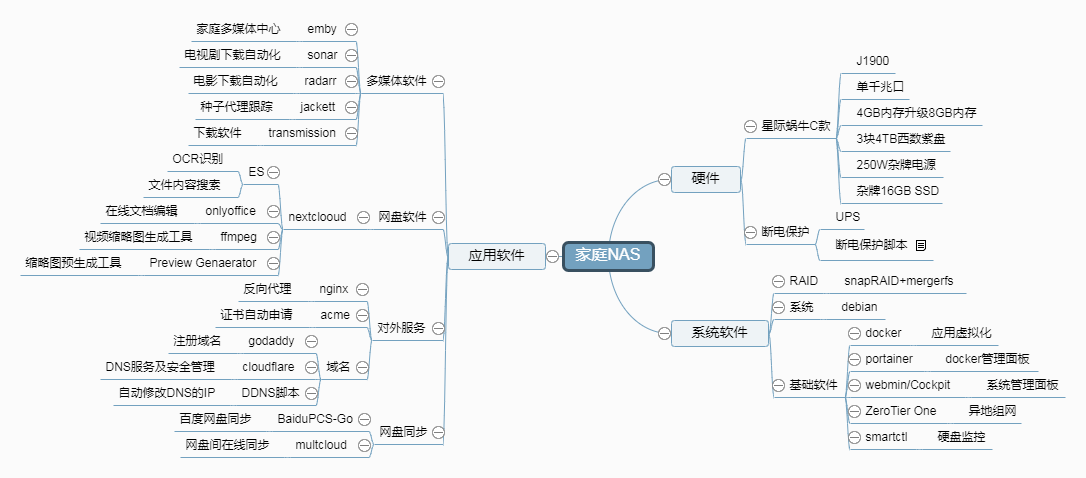 家庭NAS
应用软件
多媒体软件
家庭多媒体中心 emby
电视剧下载自动化 sonar
电影下载自动化 radarr
种子代理跟踪 jackett
下载软件 transmission
网盘软件
nextclooud
OCR识别
ES
文件内容搜素
在线文档编辑 onlyoffice
视频缩略图生成工具 ffmpeg
缩略图预生成工具 Preview Genaerator
对外服务
反向代理 nginx
证书自动申请 acme
域名
注册域名 godaddy
DNS服务及安全管理 cloudflare
自动修改DNS的IP DDNS脚本
网盘同步
百度网盘同步 BaiduPCS-Go
网盘间在线同步 multcloud
硬件
星际蜗牛C款
J1900
单千兆口
4GB内存升级8GB内存
3块4TB西数紫盘
250W杂牌电源
杂牌16GB SSD
断电保护
UPS
断电保护脚本
系统软件
RAID snapRAID+mergerfs
系统 debian
基础软件
docker 应用虚拟化
portainer docker管理面板
webmin/Cockpit 系统管理面板
ZeroTier One 异地组网
smartctl 硬盘监控